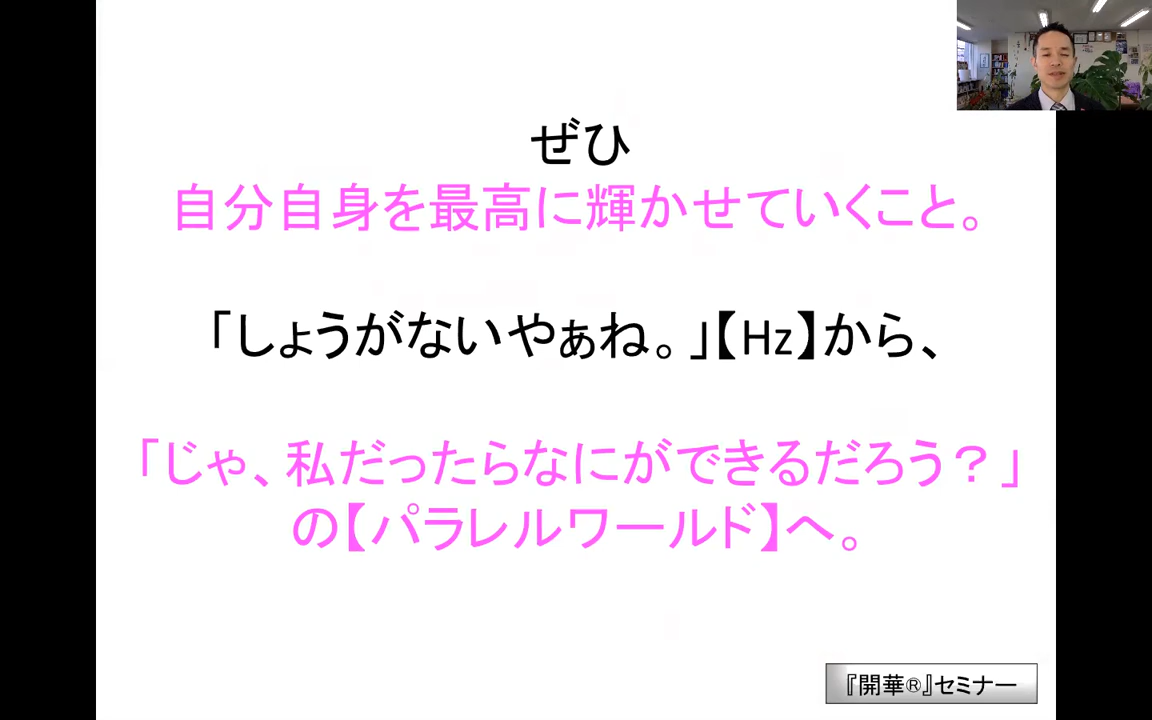 ぜひ
自分自身を最高に輝かせていくこと。
「しょうがないやぁね。」【Hz】から、
「じゃ、私だったらなにができるだろう？」
の【パラレルワールド】へ。
『開華®』セミナー